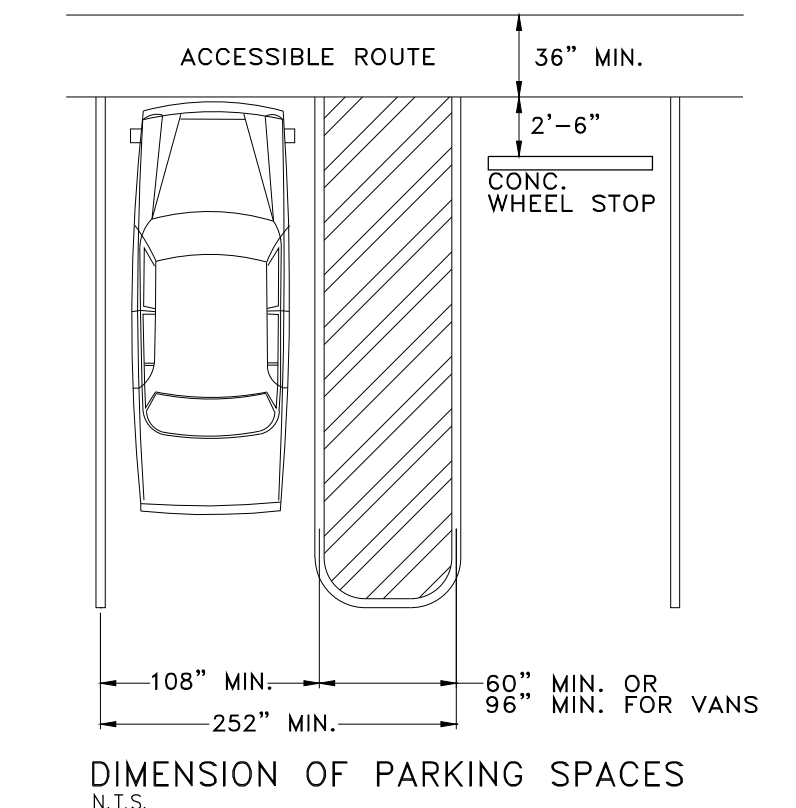 ACCESSIBLE ROUTE
36” MIN.
2’-6”
CONC.
WHEEL STOP
108” MIN.
60” MIN. OR
96” MIN. FOR VANS
252” MIN.
DIMENSION OF PARKING SPACES
N.T.S.